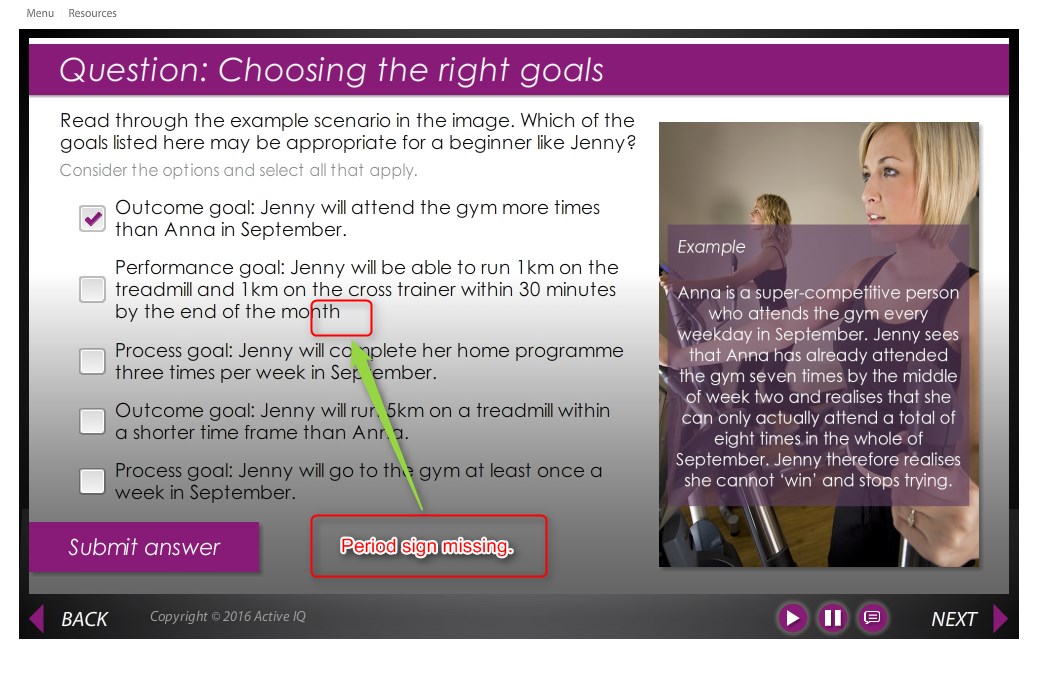 Menu
Resources
Question: Choosing the right goals
Read through the example scenario in the image. Which of the
goals listed here may be appropriate for a beginner like Jenny?
Consider the options and select all that apply.
Outcome goal: Jenny will attend the gym more times
than Anna in September.
Performance goal: Jenny will be able to run 1km on the
treadmill and 1km on the cross trainer within 30 minutes
by the end of the month
Process goal: Jenny will complete her home programme
three times per week in September.
Outcome goal: Jenny will run 5km on a treadmill within
a shorter time frame than Anna.
Process goal: Jenny will go to the gym at least once a
week in September.
Example
Anna is a super-competitive person
who attends the gym every
weekday in September. Jenny sees
that Anna has already attended
the gym seven times by the middle
of week two and realises that she
can only actually attend a total of
eight times in the whole of
September. Jenny therefore realises
she cannot ‘win’ and stops trying.
Submit answer
Period sign missing.
BACK
Copyright © 2016 Active IQ
NEXT